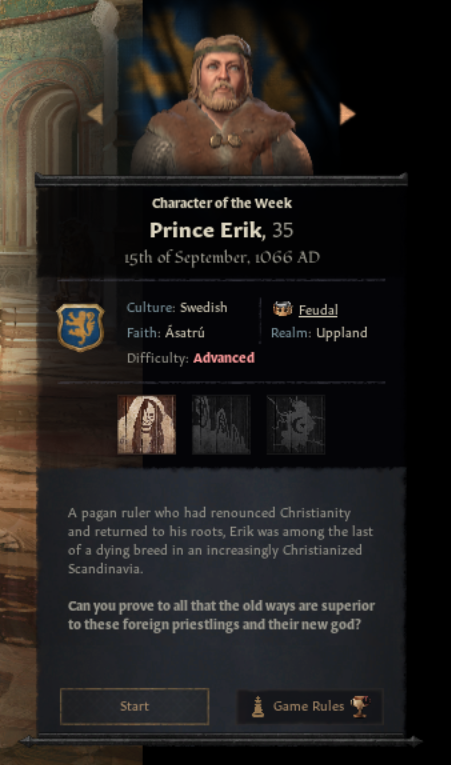 Character of the Week
Prince Erik, 35
15th of September, 1066 AD
Culture: Swedish
Feudal
Faith: Ásatrú
Realm: Uppland
Difficulty: Advanced
A pagan ruler who had renounced Christianity
and returned to his roots, Erik was among the last
of a dying breed in an increasingly Christianized
Scandinavia.
Can you prove to all that the old ways are superior
to these foreign priestlings and their new god?
Start
Game Rules